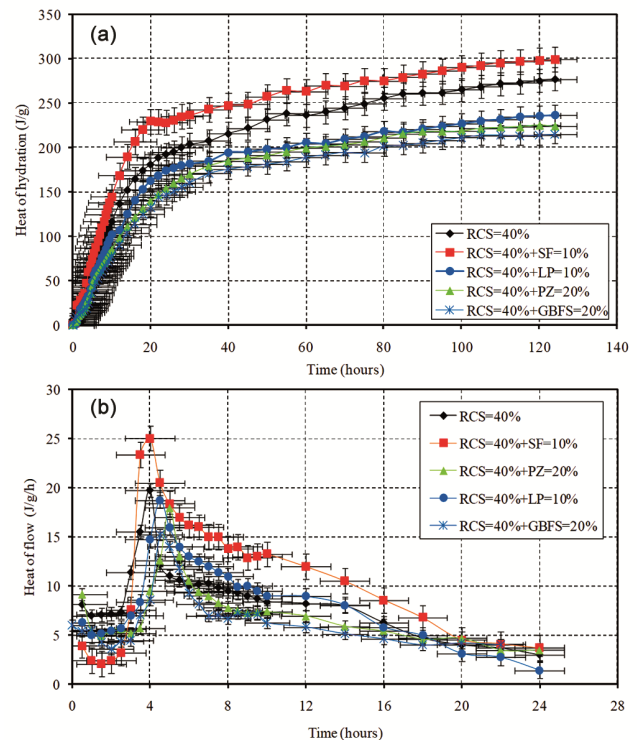 (a)
Heat of hydration (J/g)
350
300
250
200
150
100
50
0
RCS=40%
RCS=40%+SF=10%
RCS=40%+LP=10%
RCS=40%+PZ=20%
RCS=40%+GBFS=20%
0 20 40 60 80 100 120 140
Time (hours)
(b)
Heat of flow (J/g/h)
30
25
20
15
10
5
0
RCS=40%
RCS=40%+SF=10%
RCS=40%+PZ=20%
RCS=40%+LP=10%
RCS=40%+GBFS=20%
0 4 8 12 16 20 24 28
Time (hours)